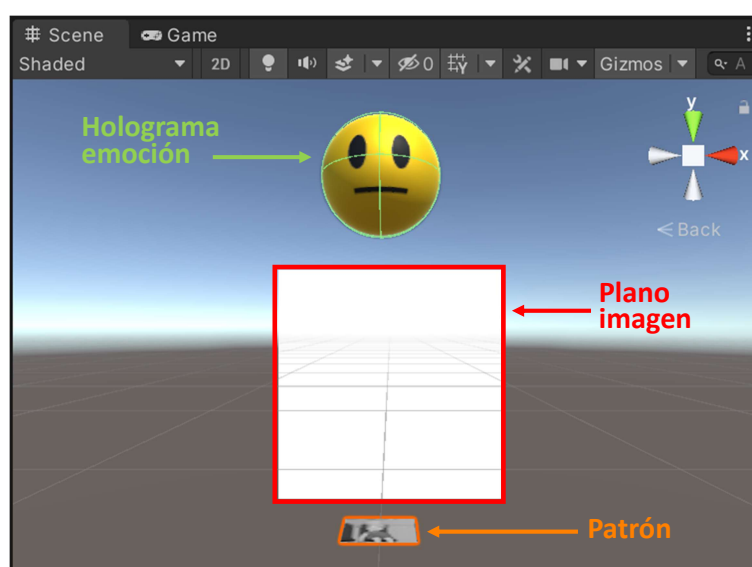 Scene Game
Shaded 2D 0 Gizmos A
y
x
Back
Holograma
emoción
Plano
imagen
Patrón